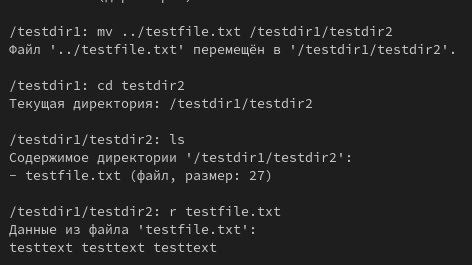 /testdir1: mv ../testfile.txt /testdir1/testdir2
Файл '../testfile.txt' перемещён в '/testdir1/testdir2'.
/testdir1: cd testdir2
Текущая директория: /testdir1/testdir2
/testdir1/testdir2: ls
Содержимое директории '/testdir1/testdir2':
- testfile.txt (файл, размер: 27)
/testdir1/testdir2: r testfile.txt
Данные из файла 'testfile.txt':
testtext testtext testtext